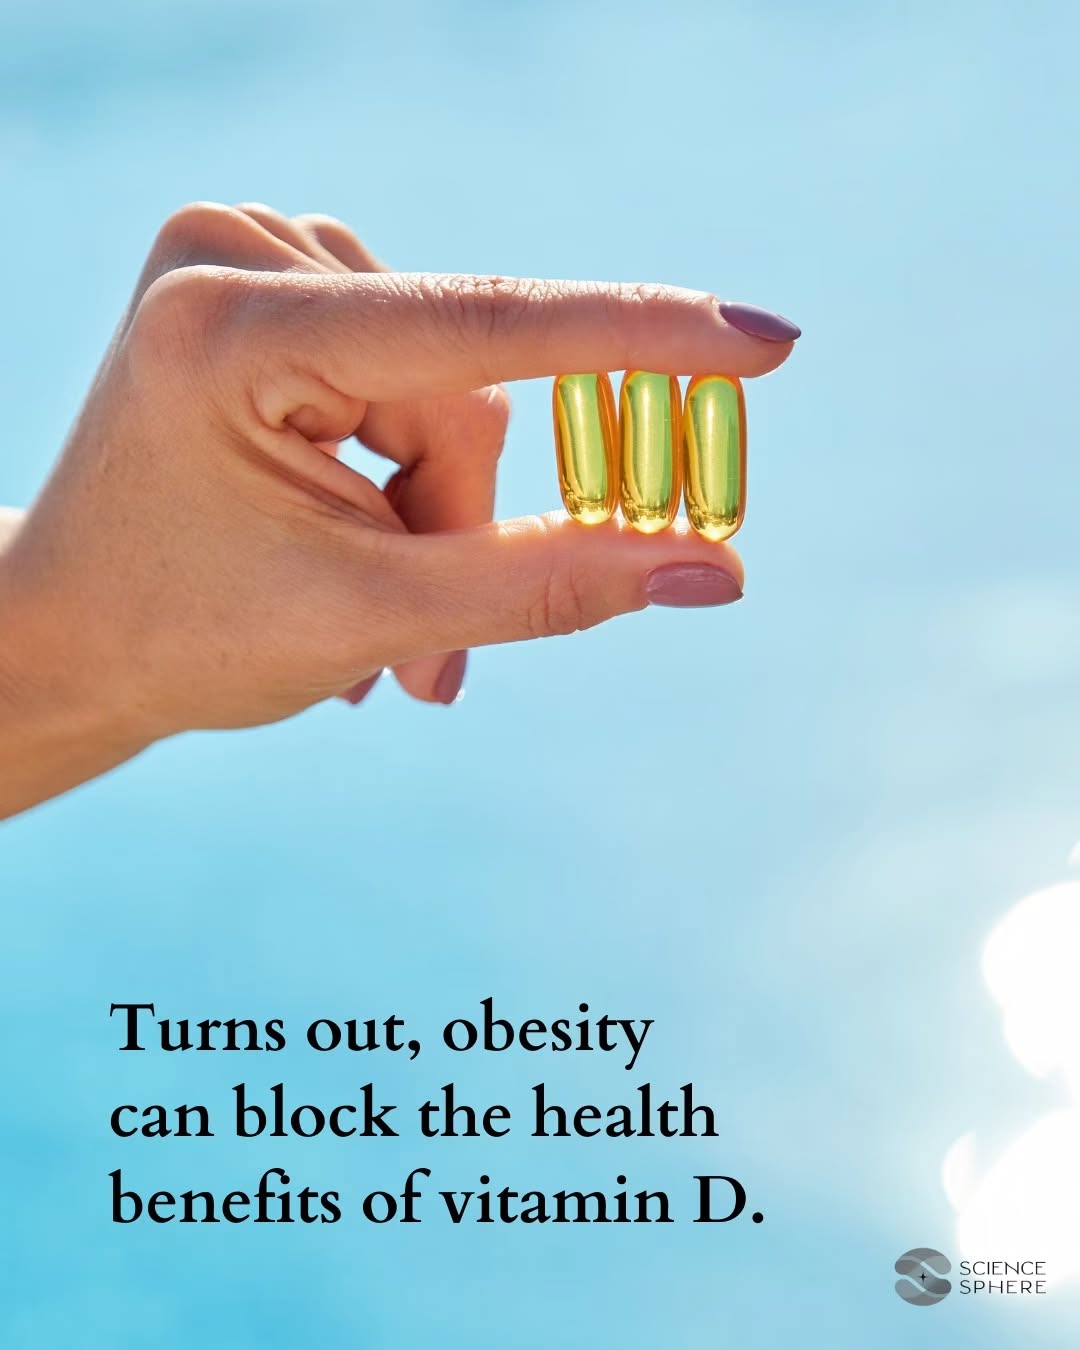 Turns out, obesity
can block the health
benefits of vitamin D.
SCIENCE
SPHERE